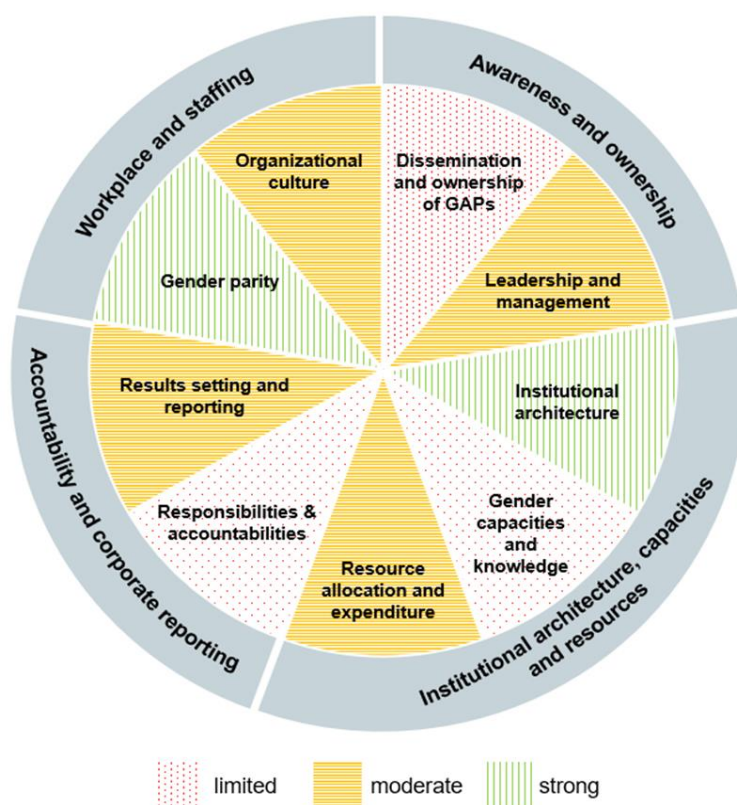 Workplace and staffing
Awareness and ownership
Organizational
culture
Dissemination
and ownership
of GAPs
Gender parity
Leadership and
management
Results setting and
reporting
Institutional
architecture
Accountability and corporate reporting
Responsibilities &
accountabilities
Gender
capacities
and
knowledge
Resource
allocation and
expenditure
Institutional architecture, capacities
and resources
limited
moderate
strong